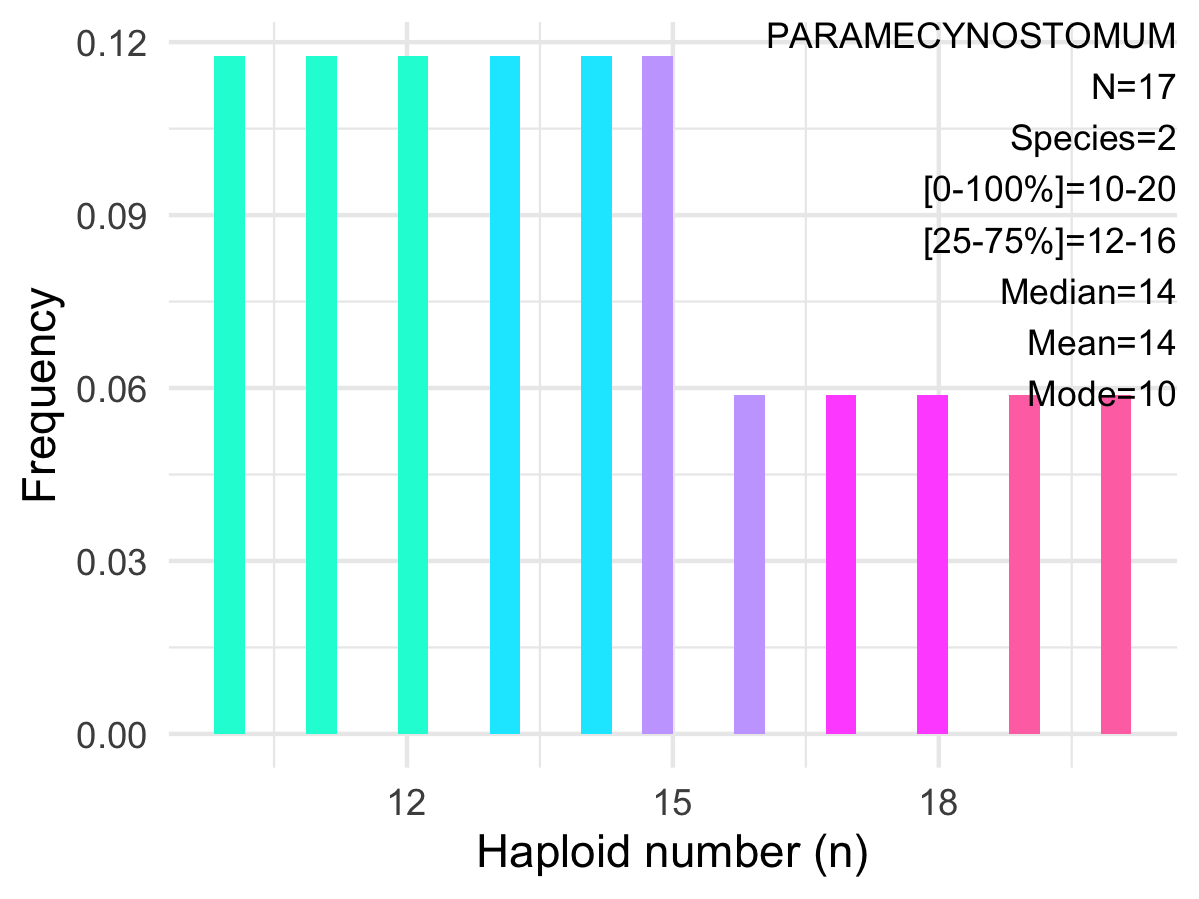 PARAMECYNOSTOMUM
N=17
Species=2
[0-100%]=10-20
[25-75%]=12-16
Median=14
Mean=14
Mode=10
0.12
0.09
0.06
0.03
0.00
Frequency
12 15 18
Haploid number (n)